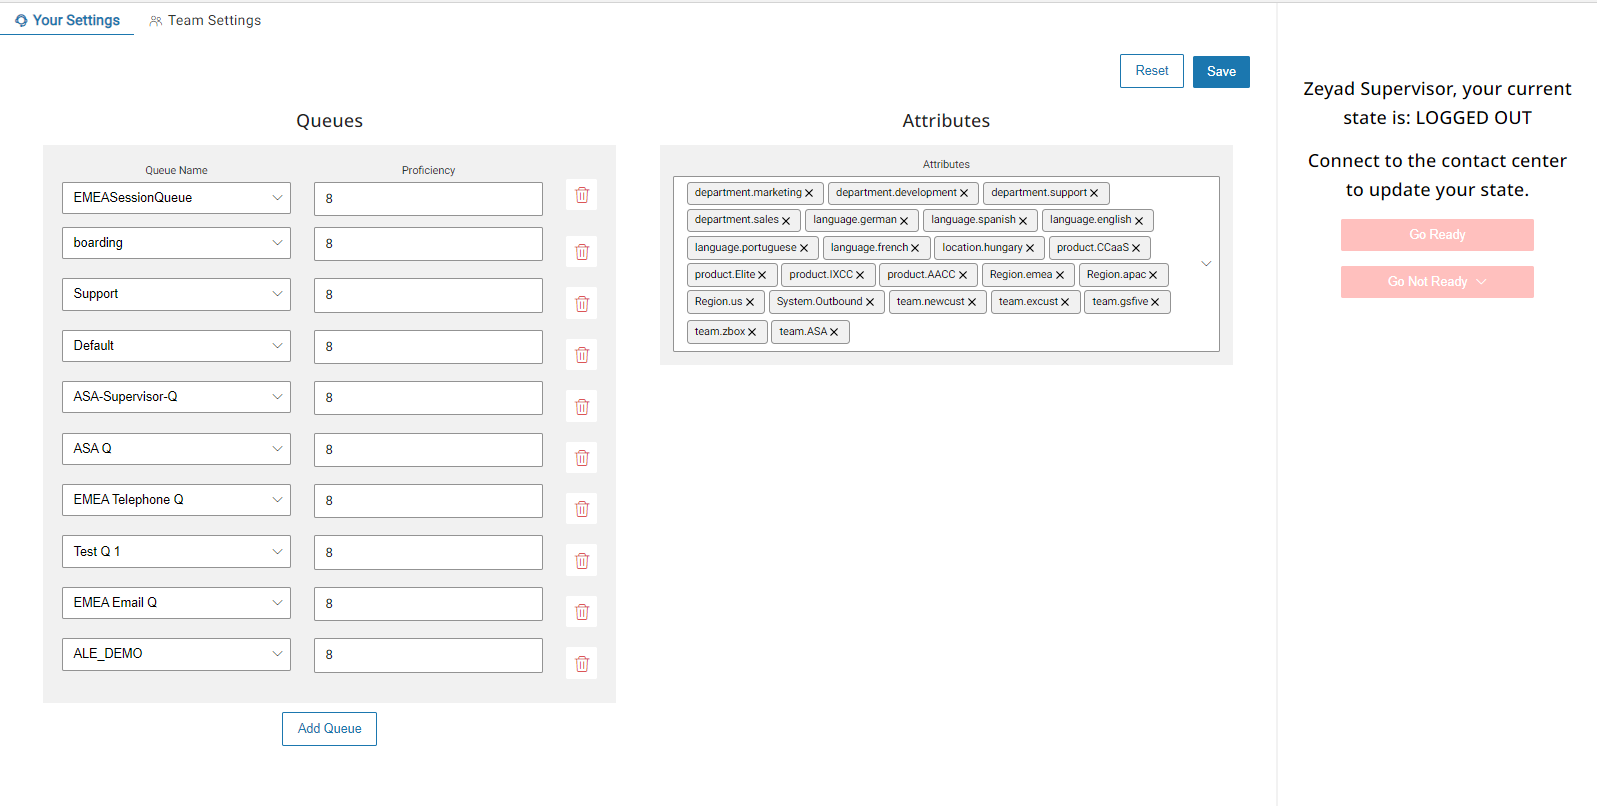 Your Settings
Team Settings
Reset
Save
Zeyad Supervisor, your current
state is: LOGGED OUT
Connect to the contact center
to update your state.
Go Ready
Go Not Ready
Queues
Queue Name
Proficiency
EMEASessionQueue
8
boarding
8
Support
8
Default
8
ASA-Supervisor-Q
8
ASA Q
8
EMEA Telephone Q
8
Test Q 1
8
EMEA Email Q
8
ALE_DEMO
8
Add Queue
Attributes
Attributes
department.marketing
department.development
department.support
department.sales
language.german
language.spanish
language.english
language.portuguese
language.french
location.hungary
product.CCaaS
product.Elite
product.IXCC
product.AACC
Region.emea
Region.apac
Region.us
System.Outbound
team.newcust
team.excust
team.gsfive
team.zbox
team.ASA